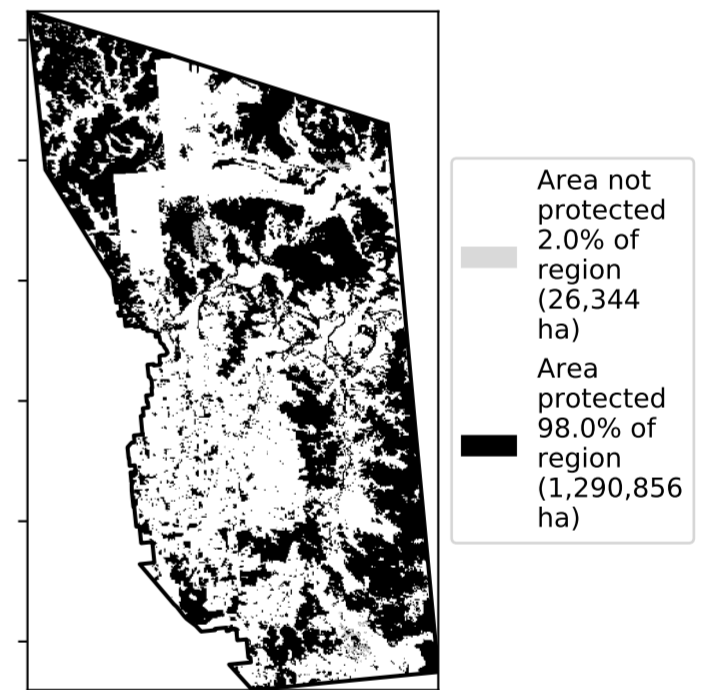 Area not
protected
2.0% of
region
(26,344
ha)
Area
protected
98.0% of
region
(1,290,856
ha)